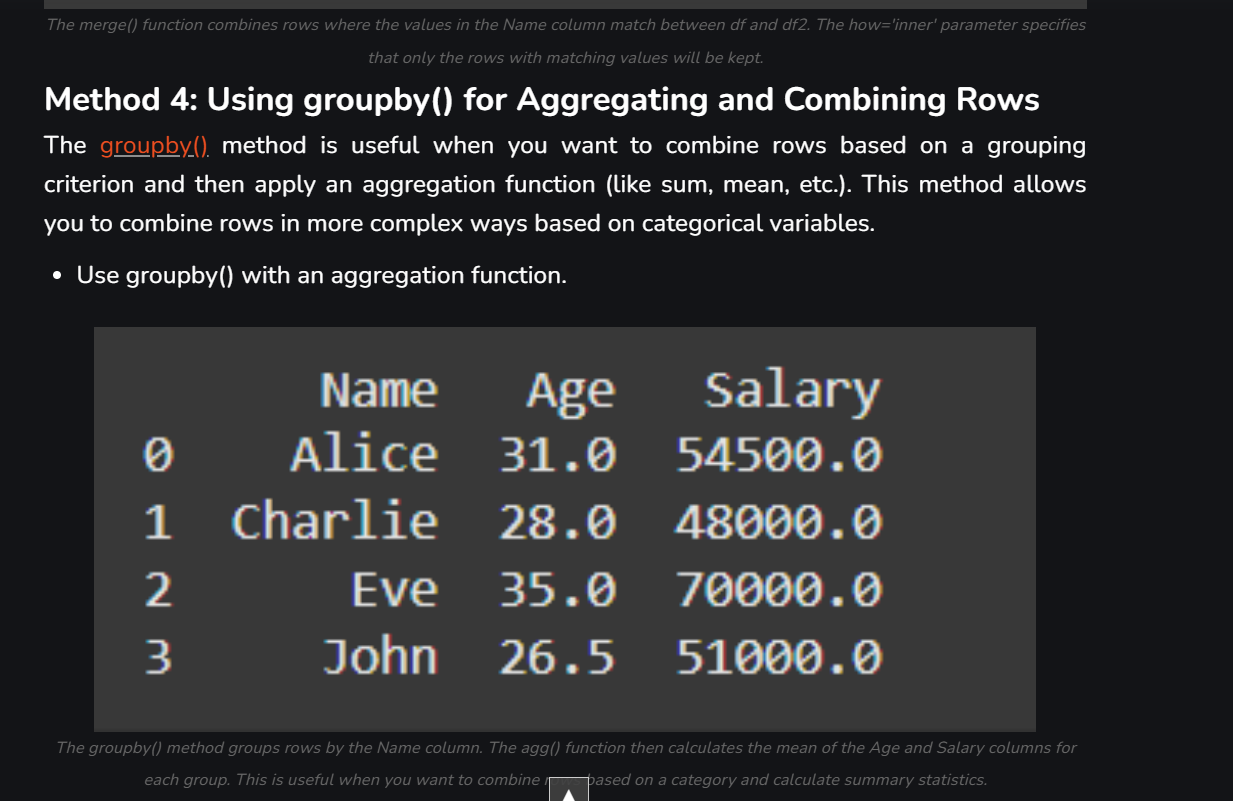 The merge() function combines rows where the values in the Name column match between df and df2. The how='inner' parameter specifies
that only the rows with matching values will be kept.
Method 4: Using groupby() for Aggregating and Combining Rows
The groupby() method is useful when you want to combine rows based on a grouping
criterion and then apply an aggregation function (like sum, mean, etc.). This method allows
you to combine rows in more complex ways based on categorical variables.
• Use groupby() with an aggregation function.
Name Age Salary
0 Alice 31.0 54500.0
1 Charlie 28.0 48000.0
2 Eve 35.0 70000.0
3 John 26.5 51000.0
The groupby() method groups rows by the Name column. The agg() function then calculates the mean of the Age and Salary columns for
each group. This is useful when you want to combine based on a category and calculate summary statistics.